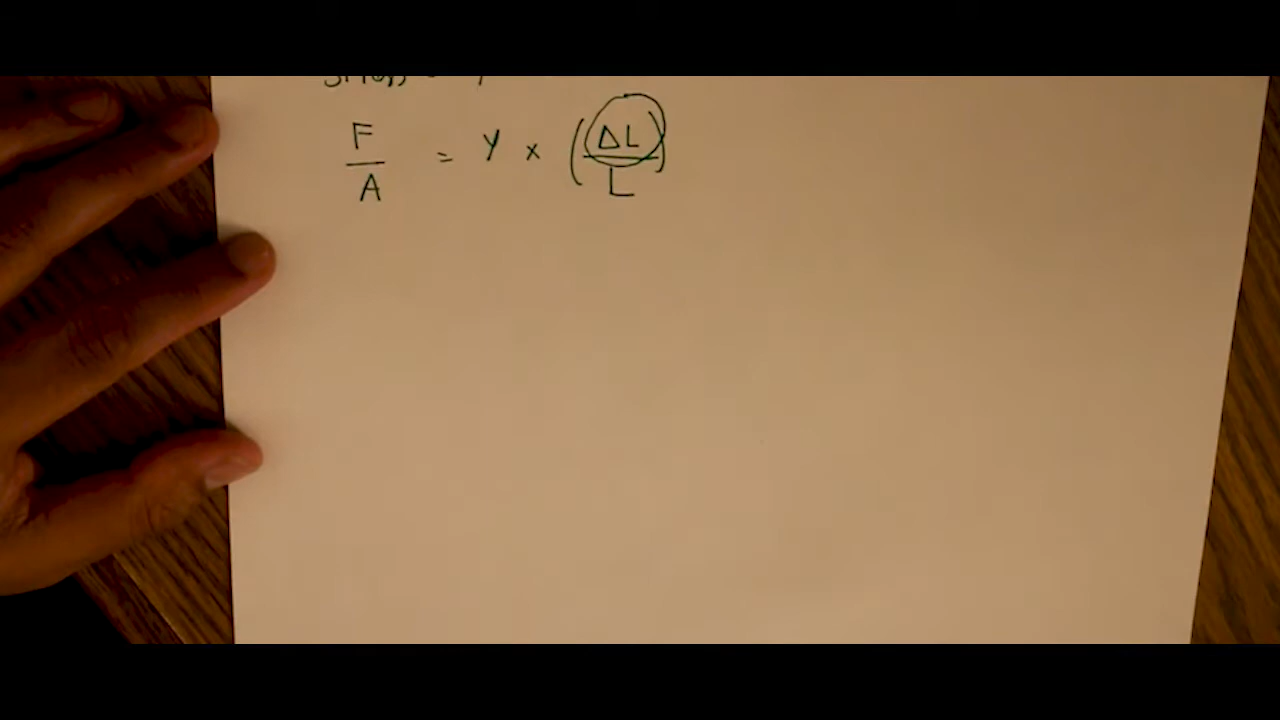 F/A = Y × (ΔL/L)